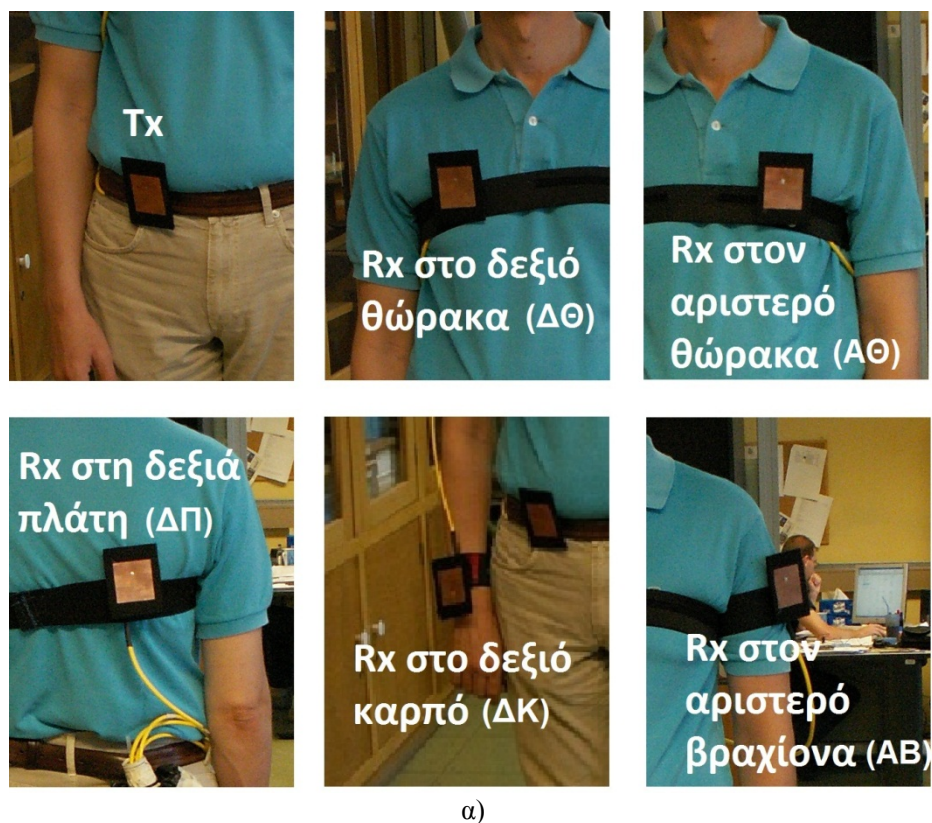 Tx
Rx στο δεξιό
θώρακα (ΔΘ)
Rx στον
αριστερό
θώρακα (ΑΘ)
Rx στη δεξιά
πλάτη (ΔΠ)
Rx στο δεξιό
καρπό (ΔΚ)
Rx στον
αριστερό
βραχίονα (ΑΒ)
α)